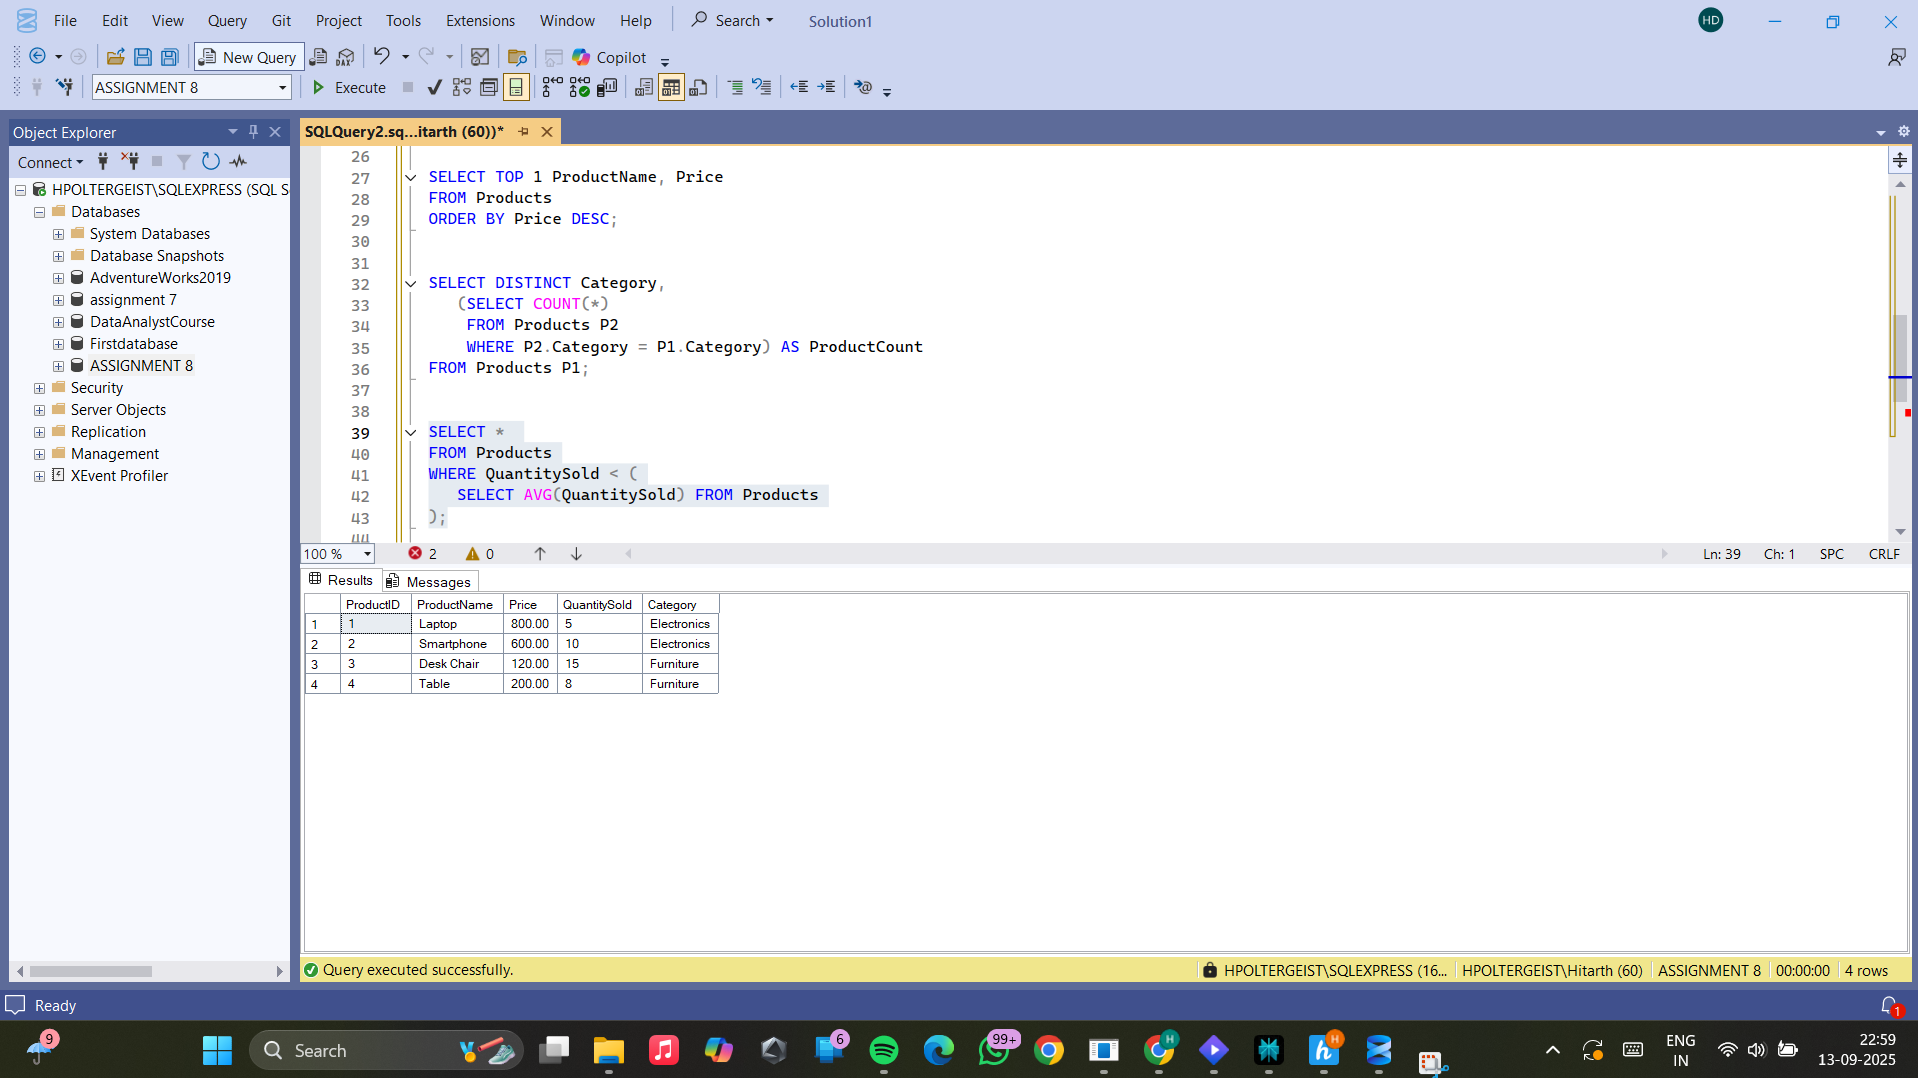 File Edit View Query Git Project Tools Extensions Window Help Search Solution1 HD
New Query DAX Copilot
ASSIGNMENT 8 Execute
Object Explorer
Connect
HPOLTERGEIST\SQLEXPRESS (SQL S
Databases
System Databases
Database Snapshots
AdventureWorks2019
assignment 7
DataAnalystCourse
Firstdatabase
ASSIGNMENT 8
Security
Server Objects
Replication
Management
XEvent Profiler
SQLQuery2.sq...itarth (60))*
26
27 SELECT TOP 1 ProductName, Price
28 FROM Products
29 ORDER BY Price DESC;
30
31
32 SELECT DISTINCT Category,
33 (SELECT COUNT(*)
34 FROM Products P2
35 WHERE P2.Category = P1.Category) AS ProductCount
36 FROM Products P1;
37
38
39 SELECT *
40 FROM Products
41 WHERE QuantitySold < (
42 SELECT AVG(QuantitySold) FROM Products
43 );
44
100 % 2 0 Ln: 39 Ch: 1 SPC CRLF
Results Messages
ProductID ProductName Price QuantitySold Category
1 1 Laptop 800.00 5 Electronics
2 2 Smartphone 600.00 10 Electronics
3 3 Desk Chair 120.00 15 Furniture
4 4 Table 200.00 8 Furniture
Query executed successfully. HPOLTERGEIST\SQLEXPRESS (16... HPOLTERGEIST\Hitarth (60) ASSIGNMENT 8 00:00:00 4 rows
Ready 1
9 Search 6 99+ H H ENG 22:59
IN 13-09-2025